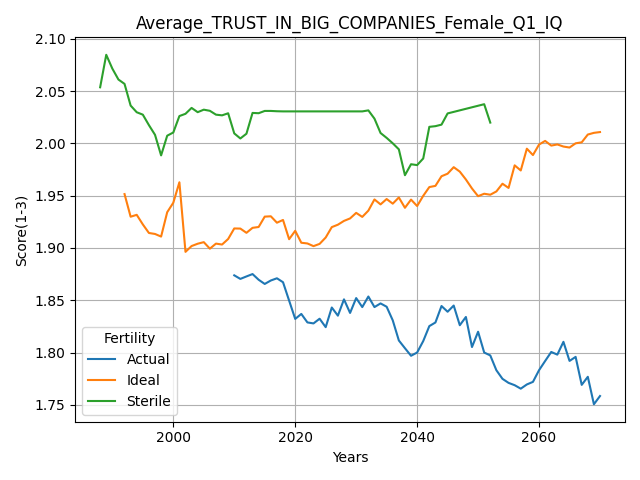 Average_TRUST_IN_BIG_COMPANIES_Female_Q1_IQ
2.10
2.05
2.00
1.95
1.90
1.85
1.80
1.75
Score(1-3)
Fertility
Actual
Ideal
Sterile
2000
2020
2040
2060
Years